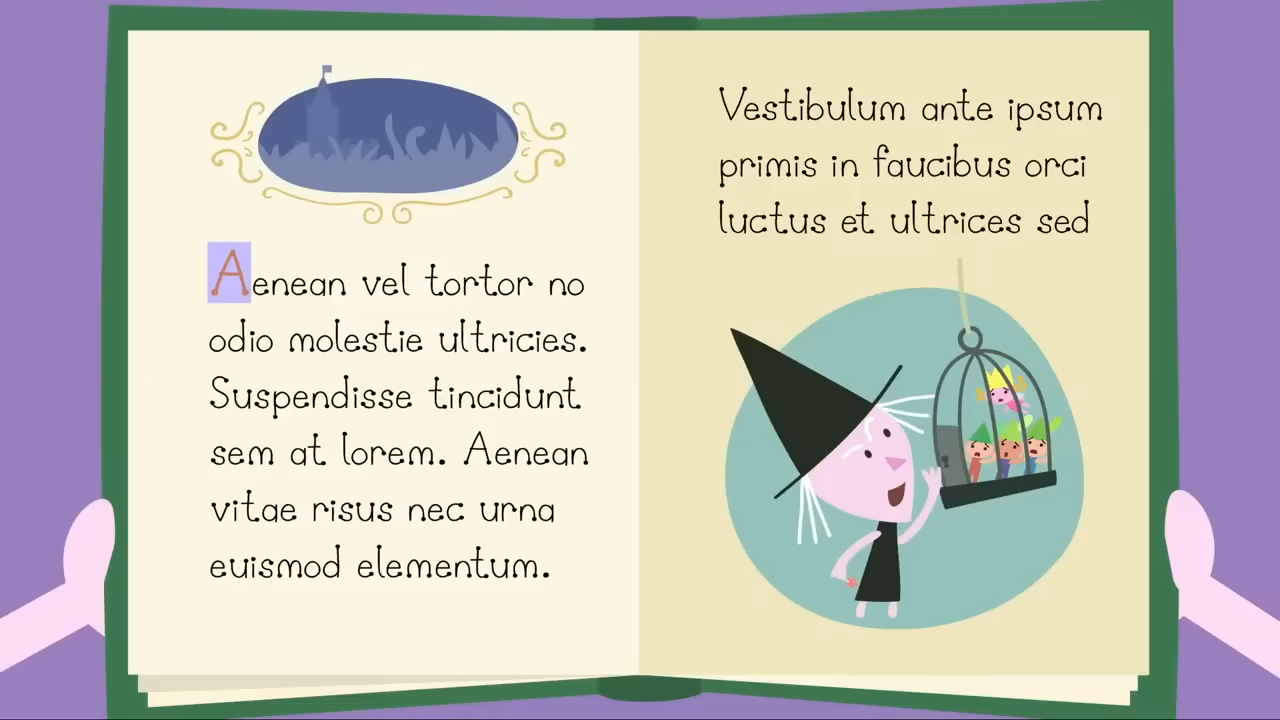 Aenean vel tortor no
odio molestie ultricies.
Suspendisse tincidunt
sem at lorem. Aenean
vitae risus nec urna
euismod elementum.
Vestibulum ante ipsum
primis in faucibus orci
luctus et ultrices sed